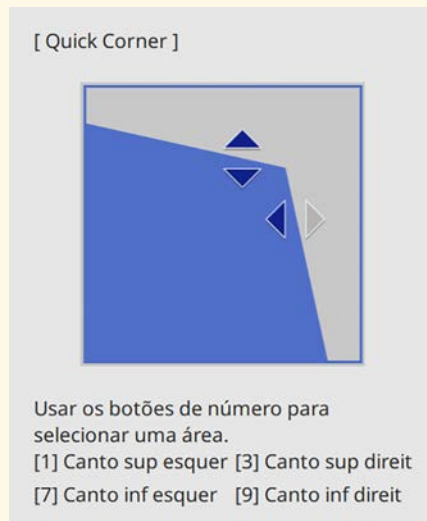 [ Quick Corner ]
Usar os botões de número para
selecionar uma área.
[1] Canto sup esquer [3] Canto sup direit
[7] Canto inf esquer [9] Canto inf direit